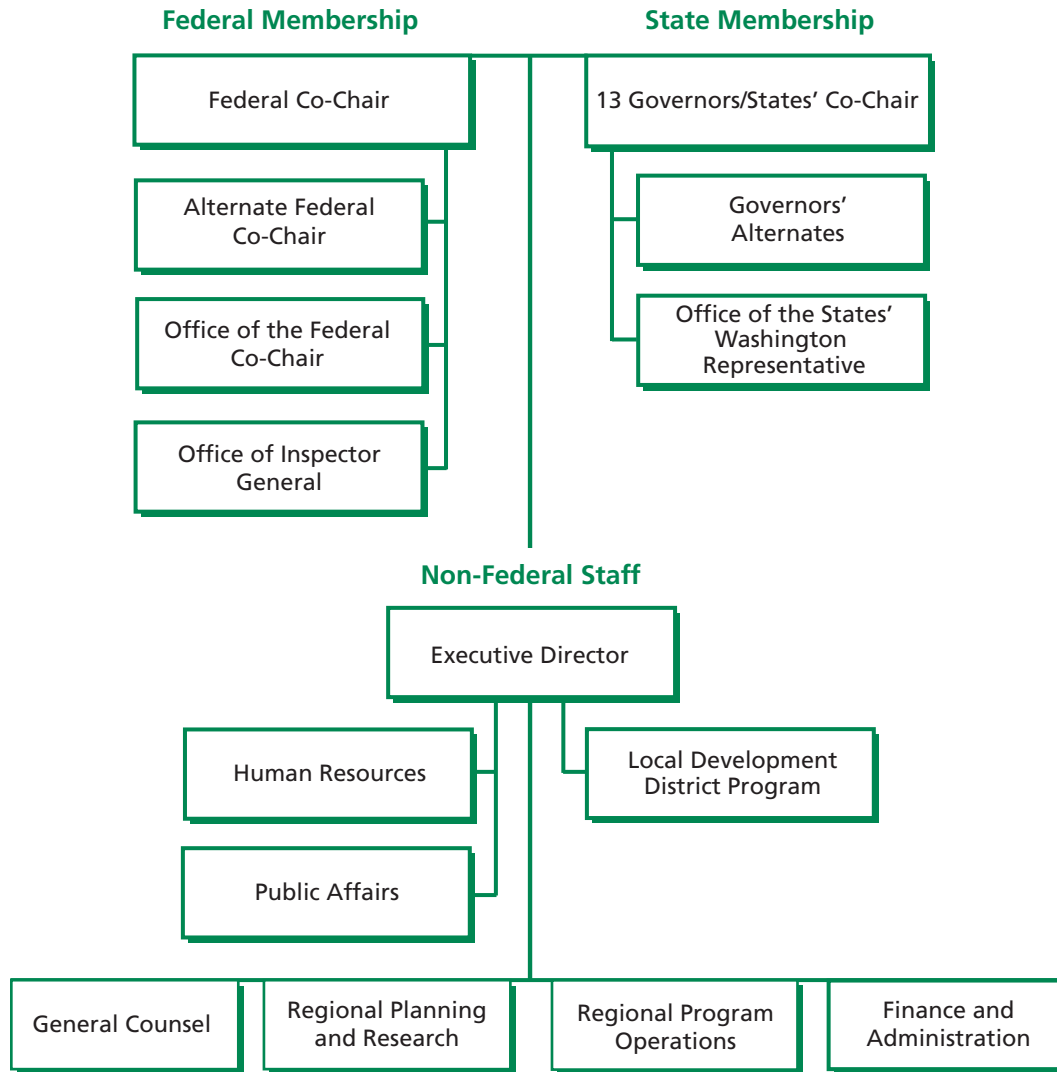 Federal Membership
State Membership
Federal Co-Chair
13 Governors/States’ Co-Chair
Alternate Federal
Co-Chair
Governors’
Alternates
Office of the Federal
Co-Chair
Office of the States’
Washington
Representative
Office of Inspector
General
Non-Federal Staff
Executive Director
Human Resources
Local Development
District Program
Public Affairs
General Counsel
Regional Planning
and Research
Regional Program
Operations
Finance and
Administration